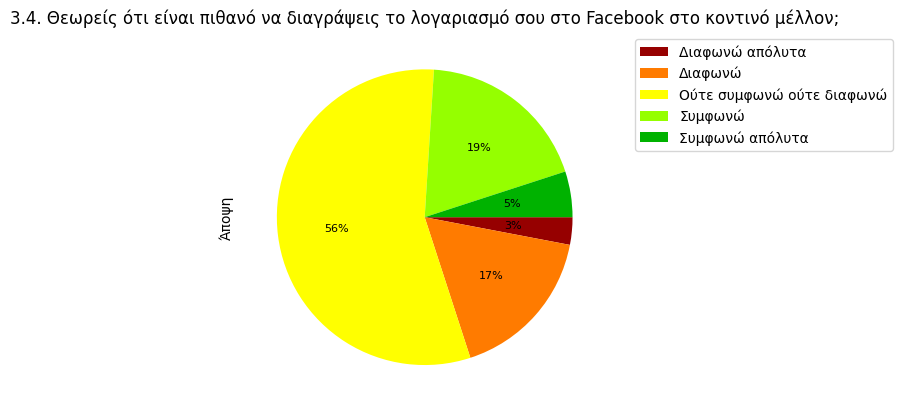 3.4. Θεωρείς ότι είναι πιθανό να διαγράψεις το λογαριασμό σου στο Facebook στο κοντινό μέλλον;
Διαφωνώ απόλυτα
Διαφωνώ
Ούτε συμφωνώ ούτε διαφωνώ
Συμφωνώ
Συμφωνώ απόλυτα
19%
5%
56%
3%
17%
Άποψη